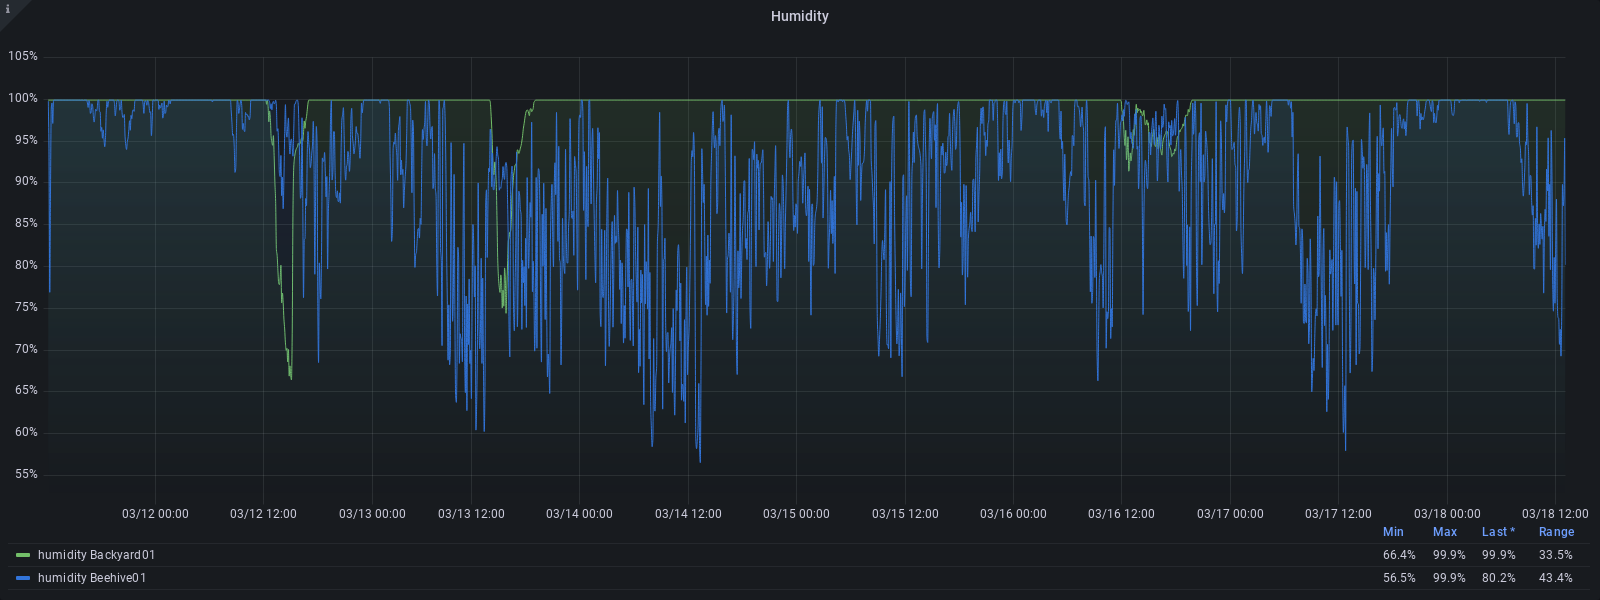 i
Humidity
105%
100%
95%
90%
85%
80%
75%
70%
65%
60%
55%
03/12 00:00 03/12 12:00 03/13 00:00 03/13 12:00 03/14 00:00 03/14 12:00 03/15 00:00 03/15 12:00 03/16 00:00 03/16 12:00 03/17 00:00 03/17 12:00 03/18 00:00 03/18 12:00
Min Max Last * Range
humidity Backyard01 66.4% 99.9% 99.9% 33.5%
humidity Beehive01 56.5% 99.9% 80.2% 43.4%